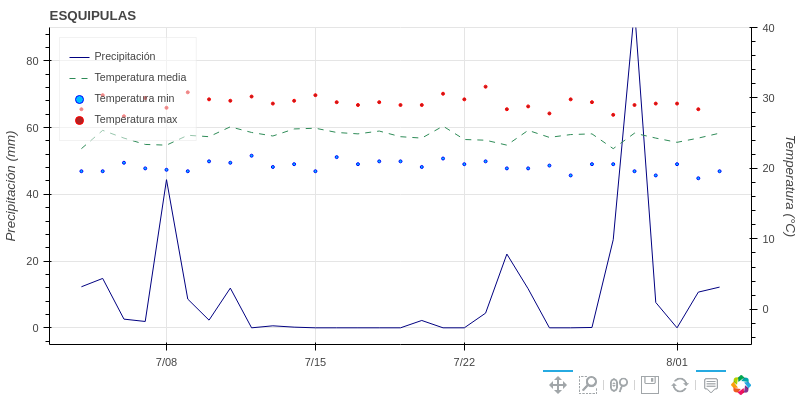 ESQUIPULAS
Precipitación
Temperatura media
Temperatura min
Temperatura max
Precipitación (mm)
80
60
40
20
0
Temperatura (°C)
40
30
20
10
0
7/08
7/15
7/22
8/01